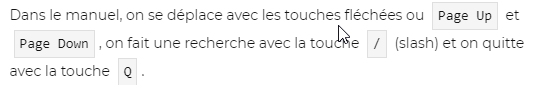 Dans le manuel, on se déplace avec les touches fléchées ou Page Up et
Page Down , on fait une recherche avec la touche / (slash) et on quitte
avec la touche Q .